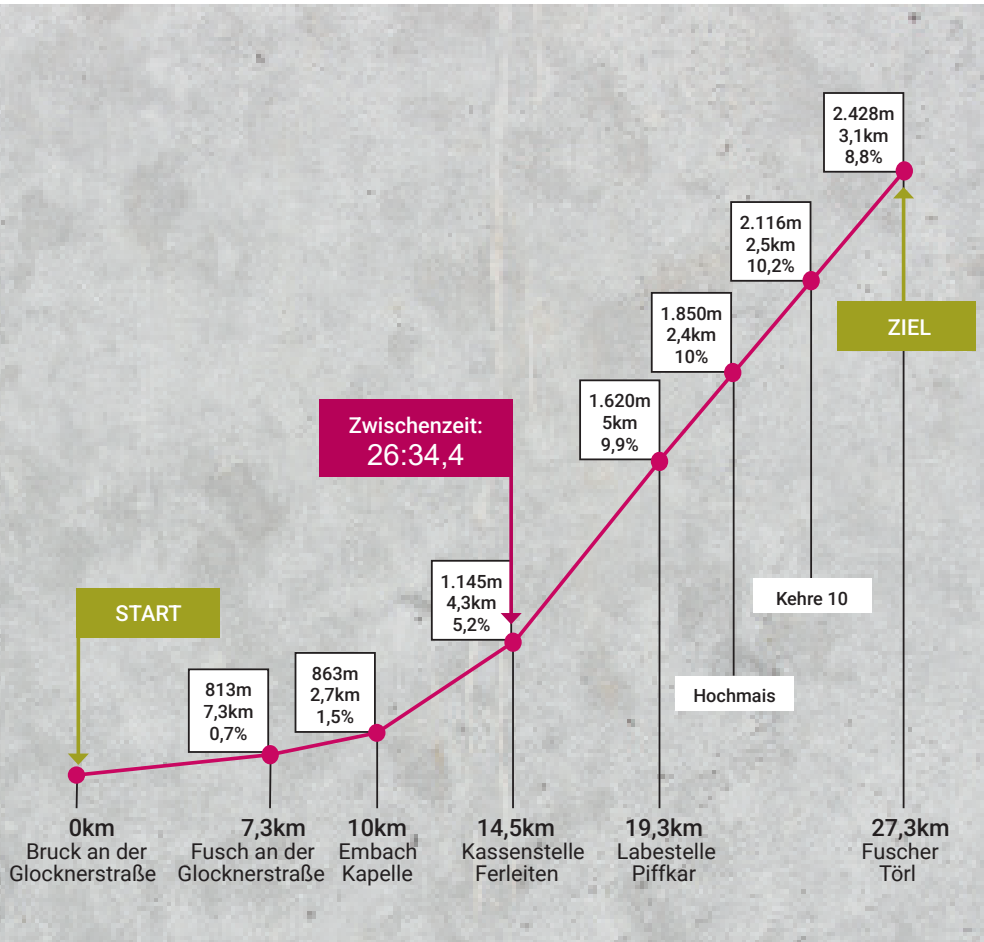 2.428m
3,1km
8,8%
2.116m
2,5km
10,2%
1.850m
2,4km
10%
ZIEL
1.620m
5km
9,9%
Zwischenzeit:
26:34,4
1.145m
4,3km
5,2%
START
Kehre 10
863m
2,7km
1,5%
813m
7,3km
0,7%
Hochmais
0km
Bruck an der
Glocknerstraße
7,3km
Fusch an der
Glocknerstraße
10km
Embach
Kapelle
14,5km
Kassenstelle
Ferleiten
19,3km
Labestelle
Piffkar
27,3km
Fuscher
Törl